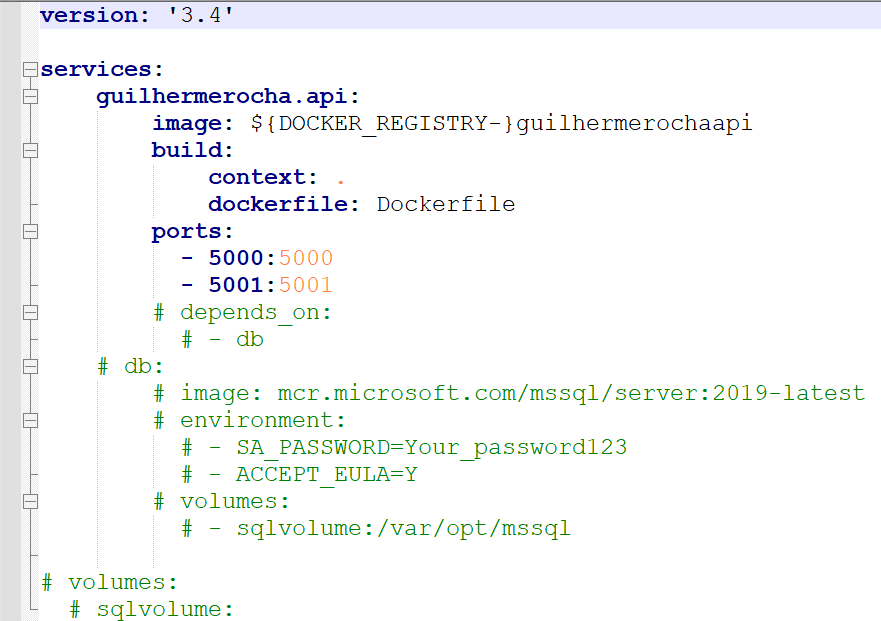 version: '3.4'
services:
guilhermerocha.api:
image: ${DOCKER_REGISTRY-}guilhermerochaapi
build:
context: .
dockerfile: Dockerfile
ports:
- 5000:5000
- 5001:5001
# depends_on:
# - db
# db:
# image: mcr.microsoft.com/mssql/server:2019-latest
# environment:
# - SA_PASSWORD=Your_password123
# - ACCEPT_EULA=Y
# volumes:
# - sqlvolume:/var/opt/mssql
# volumes:
# sqlvolume: